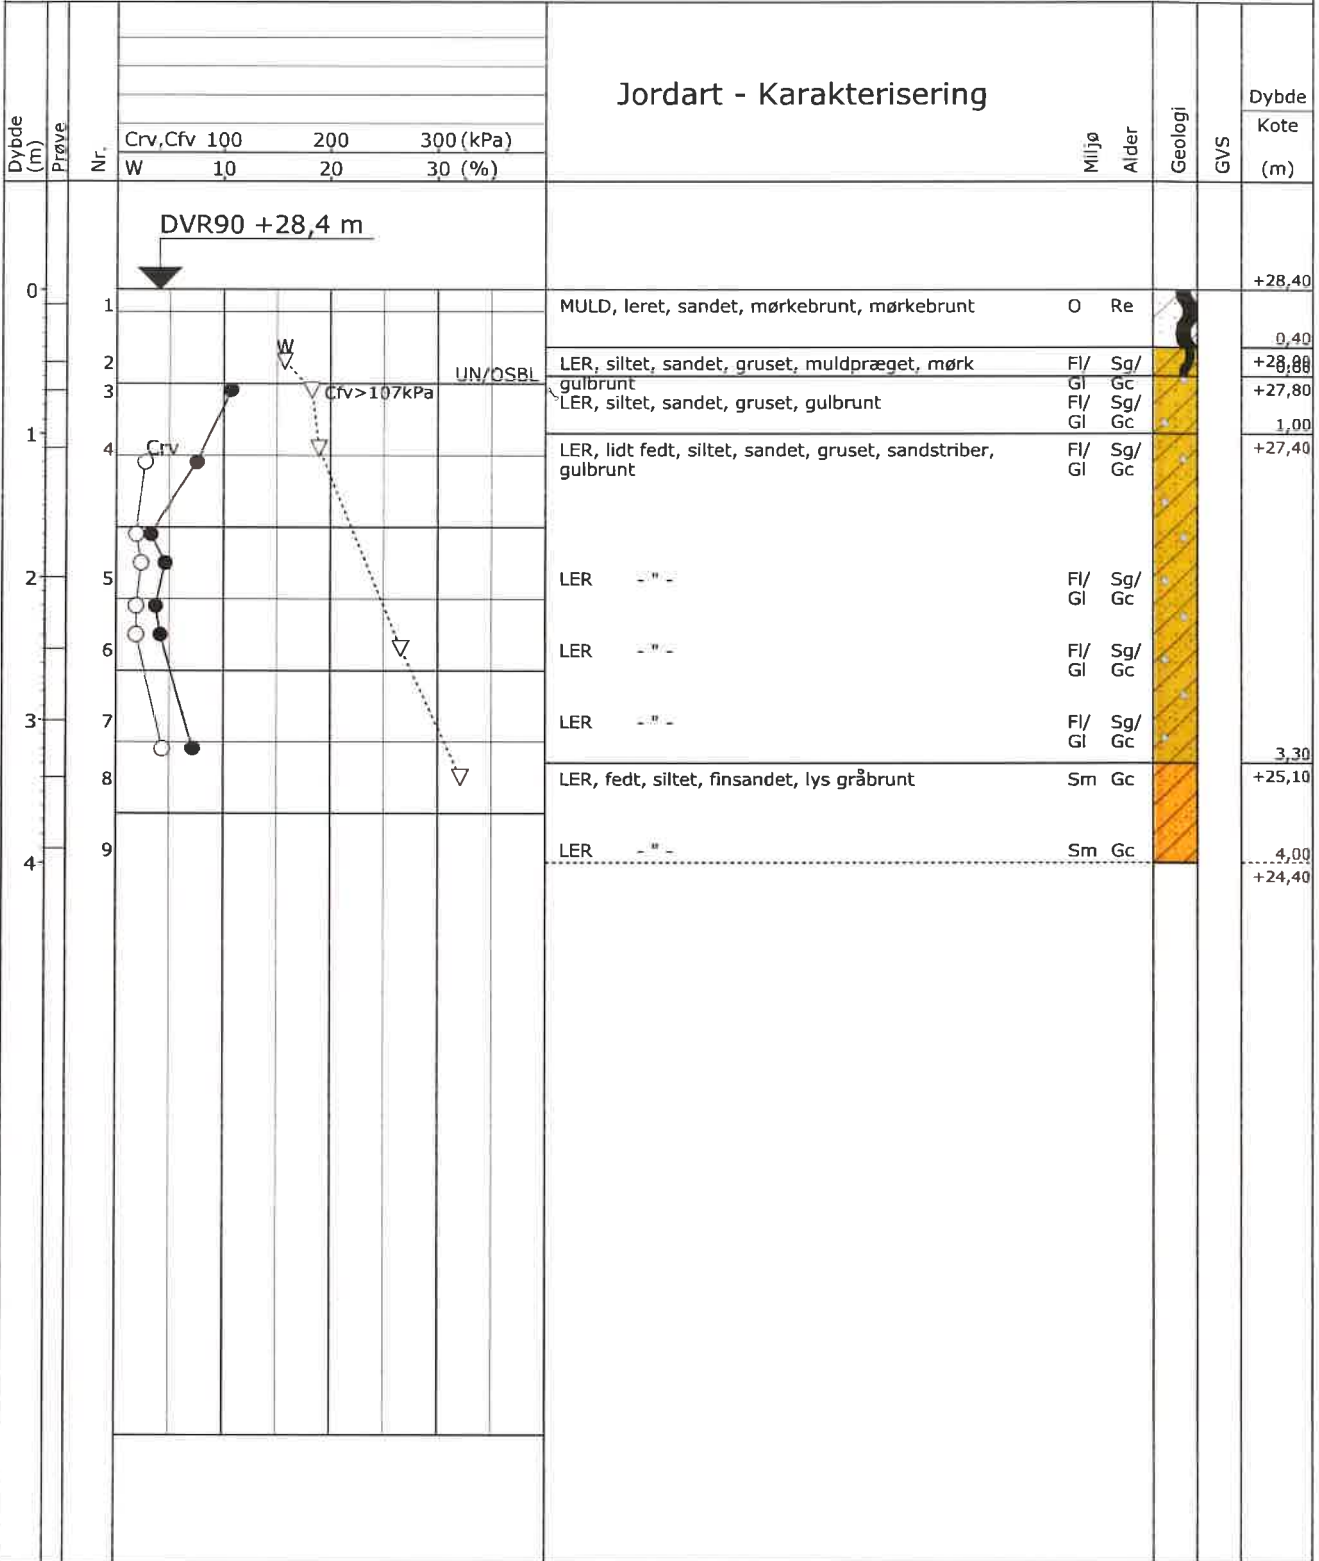 Jordart - Karakterisering
Dybde (m)
Prøve
Nr.
Crv,Cfv 100 200 300 (kPa)
W 10 20 30 (%)
Miljø
Alder
Geologi
GVS
Dybde
Kote
(m)
DVR90 +28,4 m
+28,40
0
1 MULD, leret, sandet, mørkebrunt, mørkebrunt O Re
0,40
W
2 LER, siltet, sandet, gruset, muldpræget, mørk Fl/ Sg/
gulbrunt Gl Gc
+28,00
UN/OSBL
+27,80
3 Cfv>107kPa LER, siltet, sandet, gruset, gulbrunt Fl/ Sg/
Gl Gc
1,00
1
4 Crv LER, lidt fedt, siltet, sandet, gruset, sandstriber, Fl/ Sg/ +27,40
gulbrunt Gl Gc
2 5 LER - " - Fl/ Sg/
Gl Gc
6 LER - " - Fl/ Sg/
Gl Gc
3 7 LER - " - Fl/ Sg/
Gl Gc
3,30
8 LER, fedt, siltet, finsandet, lys gråbrunt Sm Gc +25,10
9 LER - " - Sm Gc 4,00
4
+24,40